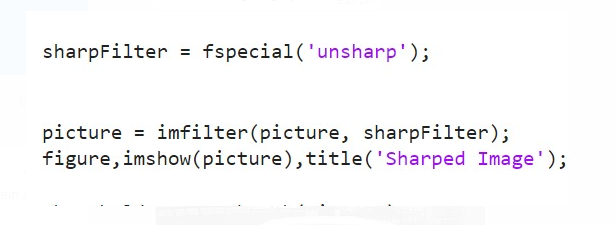 sharpFilter = fspecial('unsharp');
picture = imfilter(picture, sharpFilter);
figure,imshow(picture),title('Sharped Image');